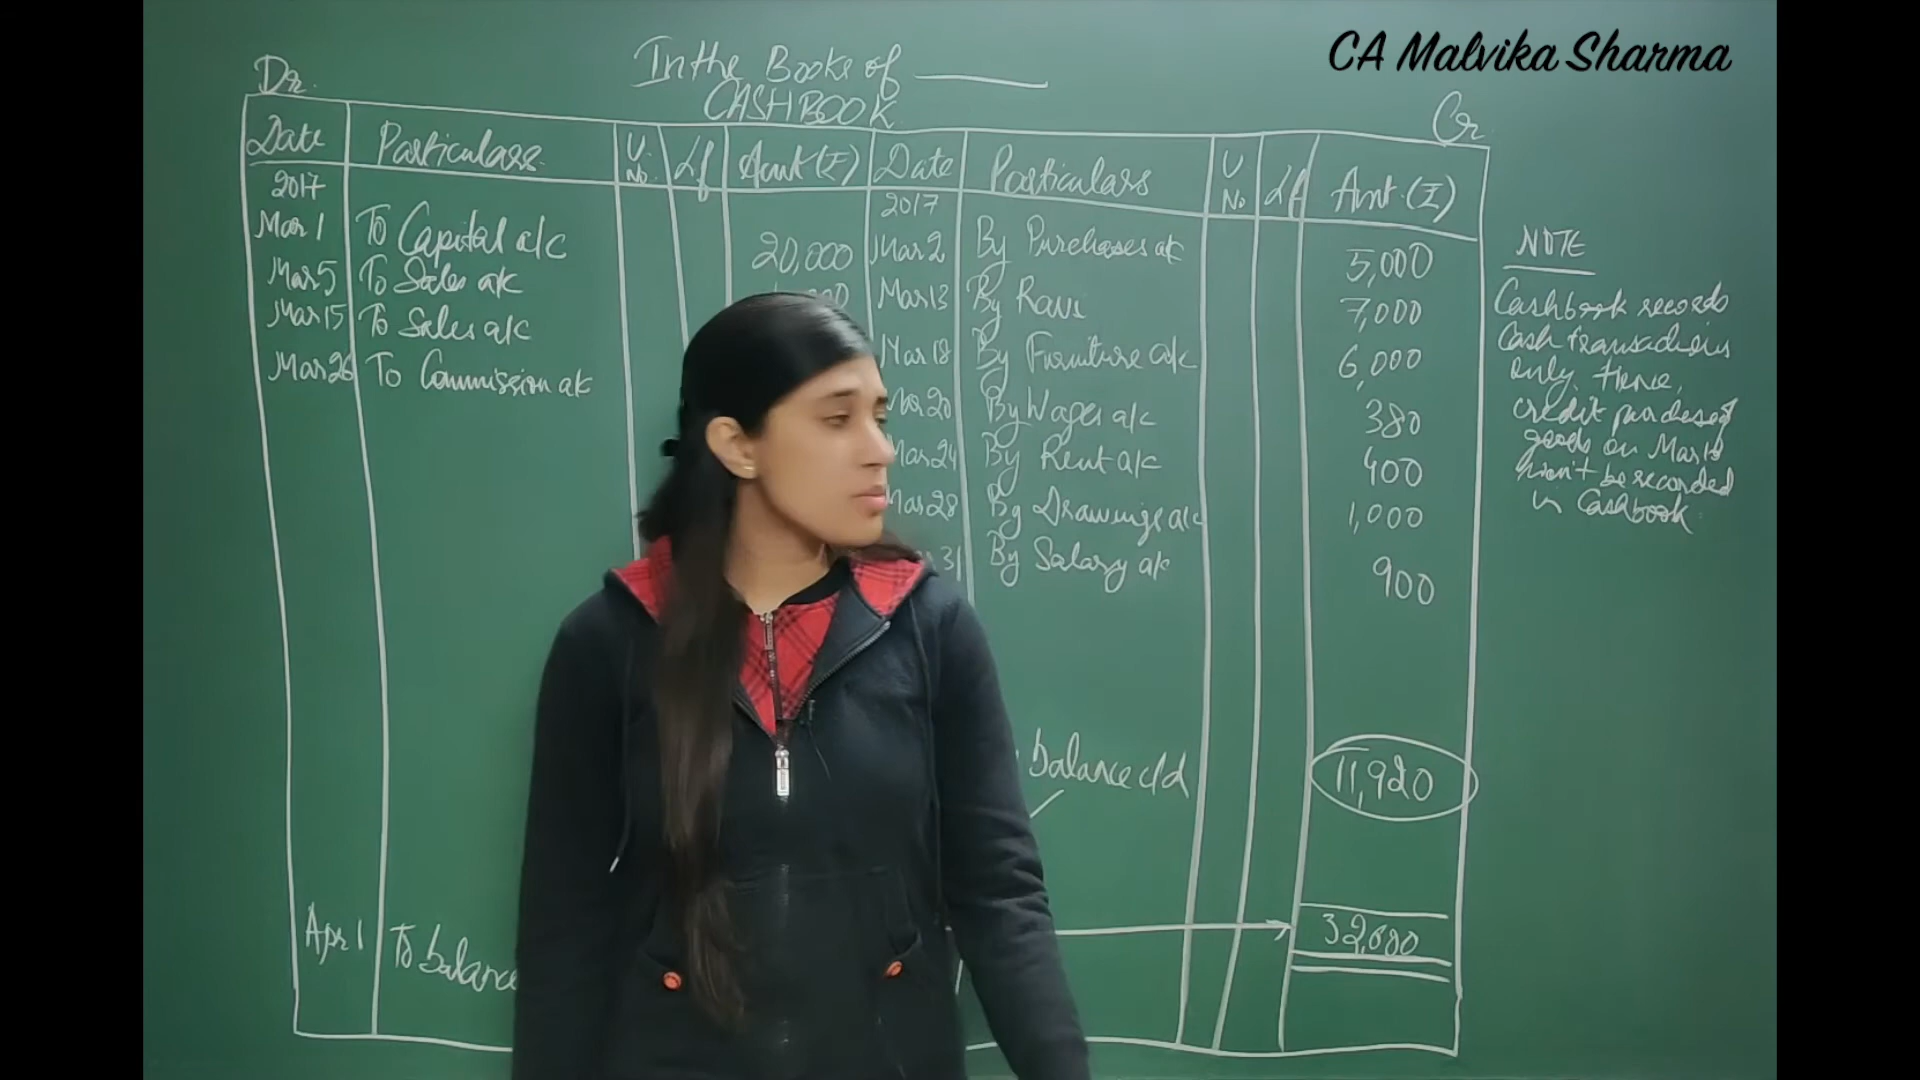 CA Malvika Sharma
In the Books of
CASHBOOK
Dr. Cr.
Date Particulars V. No. Lf Amt (₹) Date Particulars V No Lf Amt. (₹)
2017 2017
Mar 1 To Capital a/c 20,000 Mar 2 By Purchases a/c 5,000
Mar 5 To Sales a/c Mar 13 By Ravi 7,000
Mar 15 To Sales a/c Mar 18 By Furniture a/c 6,000
Mar 26 To Commission a/c Mar 20 By Wages a/c 380
Mar 24 By Rent a/c 400
Mar 28 By Drawings a/c 1,000
31 By Salary a/c 900
balance c/d 11,920
32,600
Apr 1 To balance
NOTE
Cashbook records
Cash transactions
only. Hence,
credit purchase of
goods on Mar 10
won't be recorded
in Cashbook.